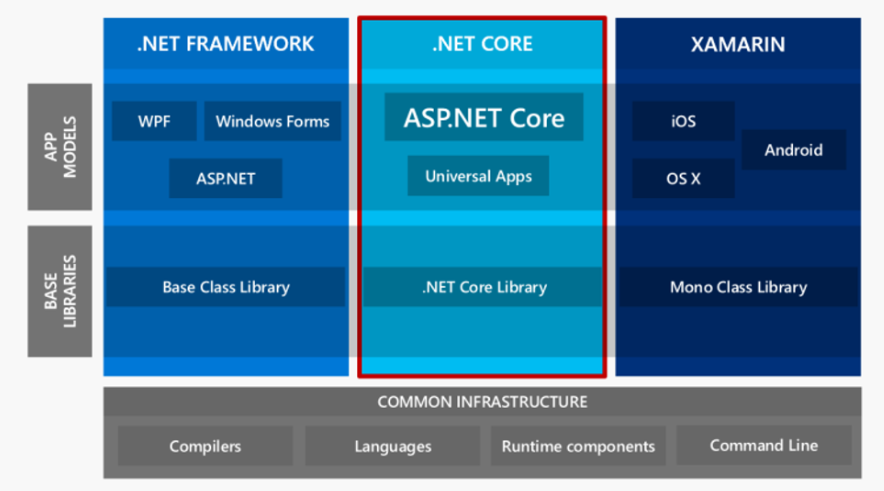 .NET FRAMEWORK
.NET CORE
XAMARIN
APP
MODELS
WPF
Windows Forms
ASP.NET
ASP.NET Core
Universal Apps
iOS
Android
OS X
BASE
LIBRARIES
Base Class Library
.NET Core Library
Mono Class Library
COMMON INFRASTRUCTURE
Compilers
Languages
Runtime components
Command Line